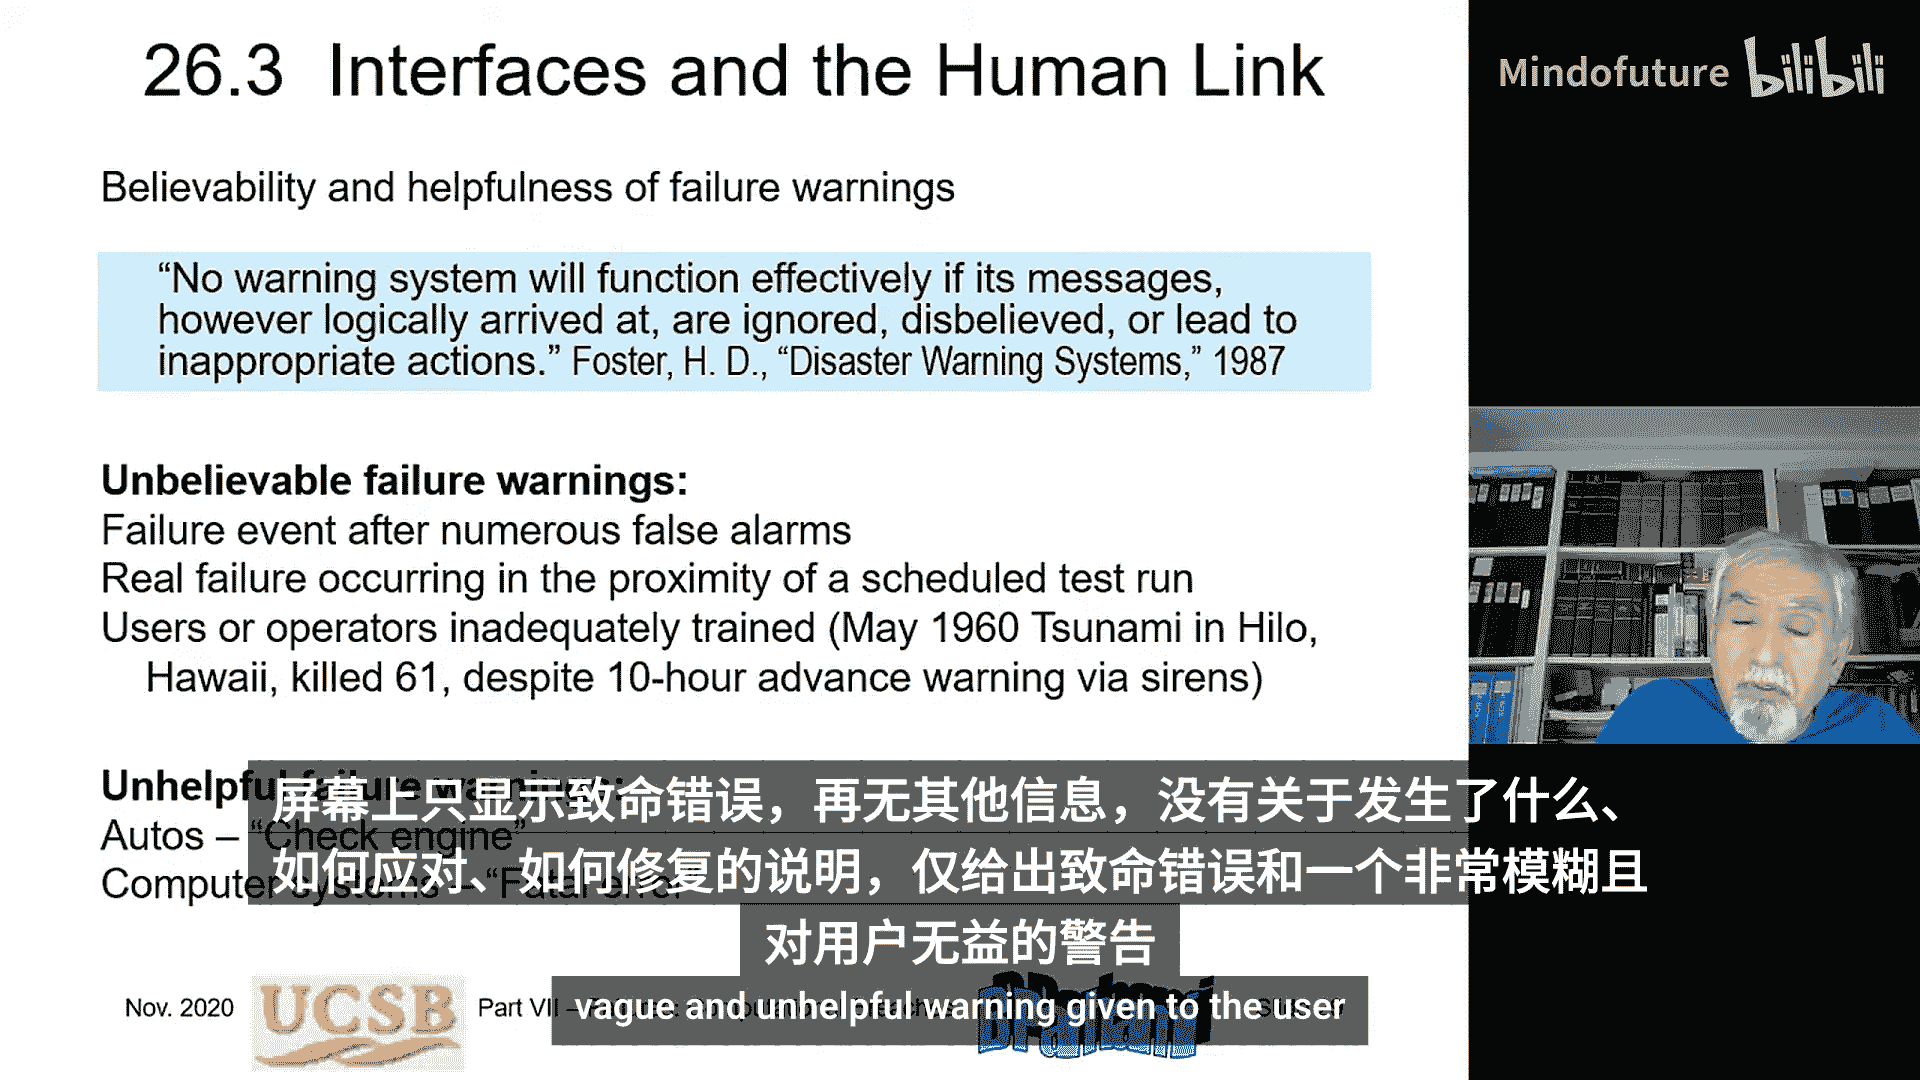 26.3 Interfaces and the Human Link
Mindofuture bilibili
Believability and helpfulness of failure warnings
“No warning system will function effectively if its messages,
however logically arrived at, are ignored, disbelieved, or lead to
inappropriate actions.” Foster, H. D., “Disaster Warning Systems,” 1987
Unbelievable failure warnings:
Failure event after numerous false alarms
Real failure occurring in the proximity of a scheduled test run
Users or operators inadequately trained (May 1960 Tsunami in Hilo,
Hawaii, killed 61, despite 10-hour advance warning via sirens)
Unhelpful failure warnings:
Autos – “Check engine”
Computer systems – “Fatal error”
屏幕上只显示致命错误，再无其他信息，没有关于发生了什么、
如何应对、如何修复的说明，仅给出致命错误和一个非常模糊且
对用户无益的警告
vague and unhelpful warning given to the user
Nov. 2020 UCSB Part VII –